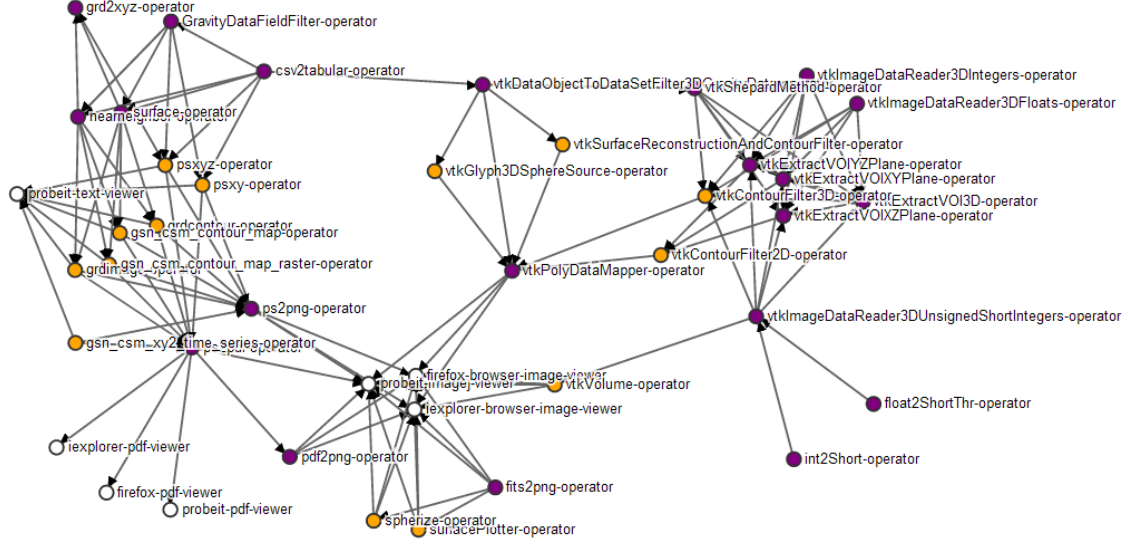 grd2xyz-operator
GravityDataFieldFilter-operator
csv2tabular-operator
vtkImageDataReader3DIntegers-operator
vtkDataObjectToDataSetFilter3D
vtkShepardMethod-operator
vtkImageDataReader3DFloats-operator
surface-operator
vtkSurfaceReconstructionAndContourFilter-operator
psxyz-operator
vtkExtractVOIYZPlane-operator
vtkGlyph3DSphereSource-operator
vtkExtractVOIXYPlane-operator
psxy-operator
probeit-text-viewer
vtkContourFilter3D-operator
vtkExtractVOI3D-operator
vtkExtractVOIXZPlane-operator
grdcontour-operator
gsn_csm_contour_map-operator
vtkContourFilter2D-operator
gsn_csm_contour_map_raster-operator
vtkPolyDataMapper-operator
ps2png-operator
vtkImageDataReader3DUnsignedShortIntegers-operator
gsn_csm_xy2_time_series-operator
firefox-browser-image-viewer
probeit-imagej-viewer
vtkVolume-operator
iexplorer-browser-image-viewer
float2ShortThr-operator
iexplorer-pdf-viewer
pdf2png-operator
int2Short-operator
firefox-pdf-viewer
fits2png-operator
probeit-pdf-viewer
spherize-operator
surfacePlotter-operator